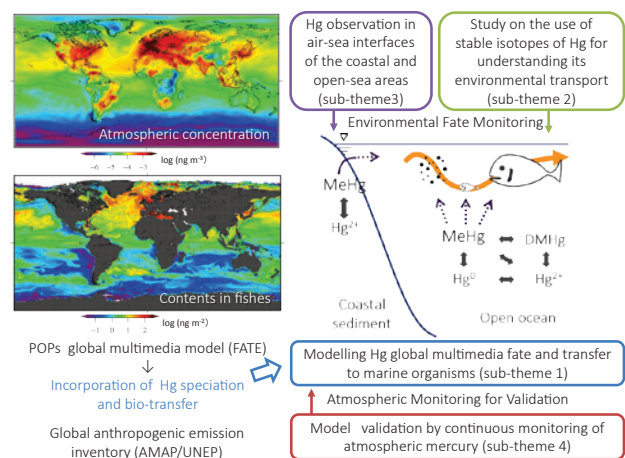 Atmospheric concentration
−6 −5 −4 −3
log (ng m-3)
Contents in fishes
−1 0 1 2
log (ng m-2)
POPs global multimedia model (FATE)
↓
Incorporation of Hg speciation
and bio-transfer
Global anthropogenic emission
inventory (AMAP/UNEP)
Hg observation in
air-sea interfaces
of the coastal and
open-sea areas
(sub-theme3)
Study on the use of
stable isotopes of Hg for
understanding its
environmental transport
(sub-theme 2)
Environmental Fate Monitoring
MeHg
Hg2+
MeHg DMHg
Hg0 Hg2+
Coastal
sediment
Open ocean
Modelling Hg global multimedia fate and transfer
to marine organisms (sub-theme 1)
Atmospheric Monitoring for Validation
Model validation by continuous monitoring of
atmospheric mercury (sub-theme 4)